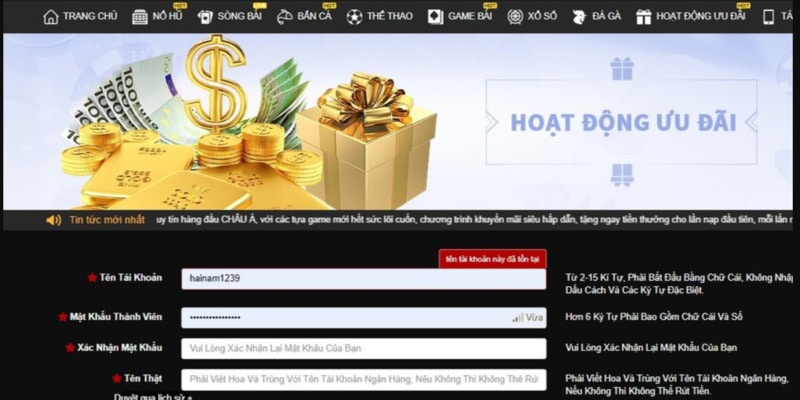 TRANG CHỦ NỔ HŨ HOT SÒNG BÀI BẮN CÁ HOT THỂ THAO GAME BÀI HOT XỔ SỐ ĐÁ GÀ HOẠT ĐỘNG ƯU ĐÃI HOT TẢ
100 EURO
HOẠT ĐỘNG ƯU ĐÃI
Tin tức mới nhất uy tín hàng đầu CHÂU Á, với các tựa game mới hết sức lôi cuốn, chương trình khuyến mãi siêu hấp dẫn, tặng ngay tiền thưởng cho lần nạp đầu tiên, mỗi lần n
tên tài khoản này đã tồn tại
Tên Tài Khoản hainam1239 Từ 2-15 Kí Tự, Phải Bắt Đầu Bằng Chữ Cái, Không Nhập
Dấu Cách Và Các Ký Tự Đặc Biệt.
Mật Khẩu Thành Viên •••••••••••••••• Vừa Hơn 6 Ký Tự Phải Bao Gồm Chữ Cái Và Số
Xác Nhận Mật Khẩu Vui Lòng Xác Nhận Lại Mật Khẩu Của Bạn Vui Lòng Xác Nhận Lại Mật Khẩu Của Bạn
Tên Thật Phải Viết Hoa Và Trùng Với Tên Tài Khoản Ngân Hàng, Nếu Không Thì Không Thể Rút Phải Viết Hoa Và Trùng Với Tên Tài Khoản Ngân Hàng,
Nếu Không Thì Không Thể Rút Tiền.
Duyệt qua lịch sử